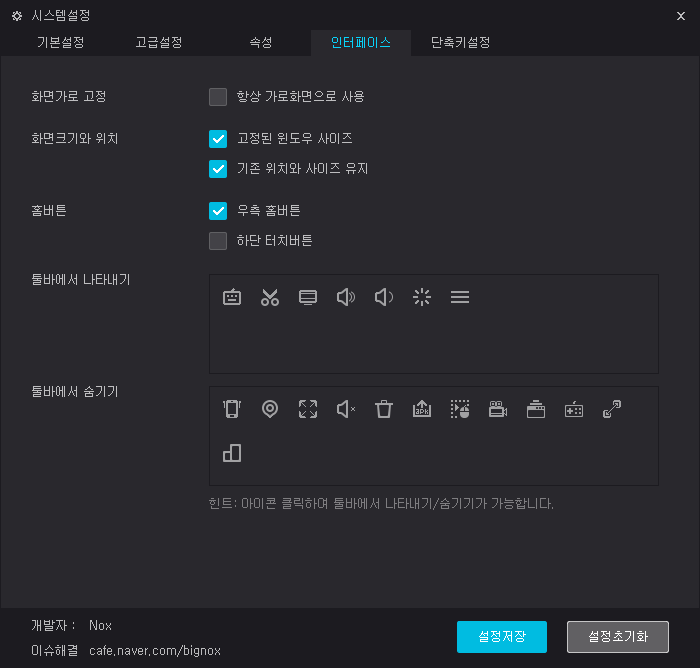 시스템설정
기본설정 고급설정 속성 인터페이스 단축키설정
화면가로 고정 항상 가로화면으로 사용
화면크기와 위치 고정된 윈도우 사이즈
기존 위치와 사이즈 유지
홈버튼 우측 홈버튼
하단 터치버튼
툴바에서 나타내기
툴바에서 숨기기
apk
힌트: 아이콘 클릭하여 툴바에서 나타내기/숨기기가 가능합니다.
개발자 : Nox
이슈해결 cafe.naver.com/bignox
설정저장 설정초기화